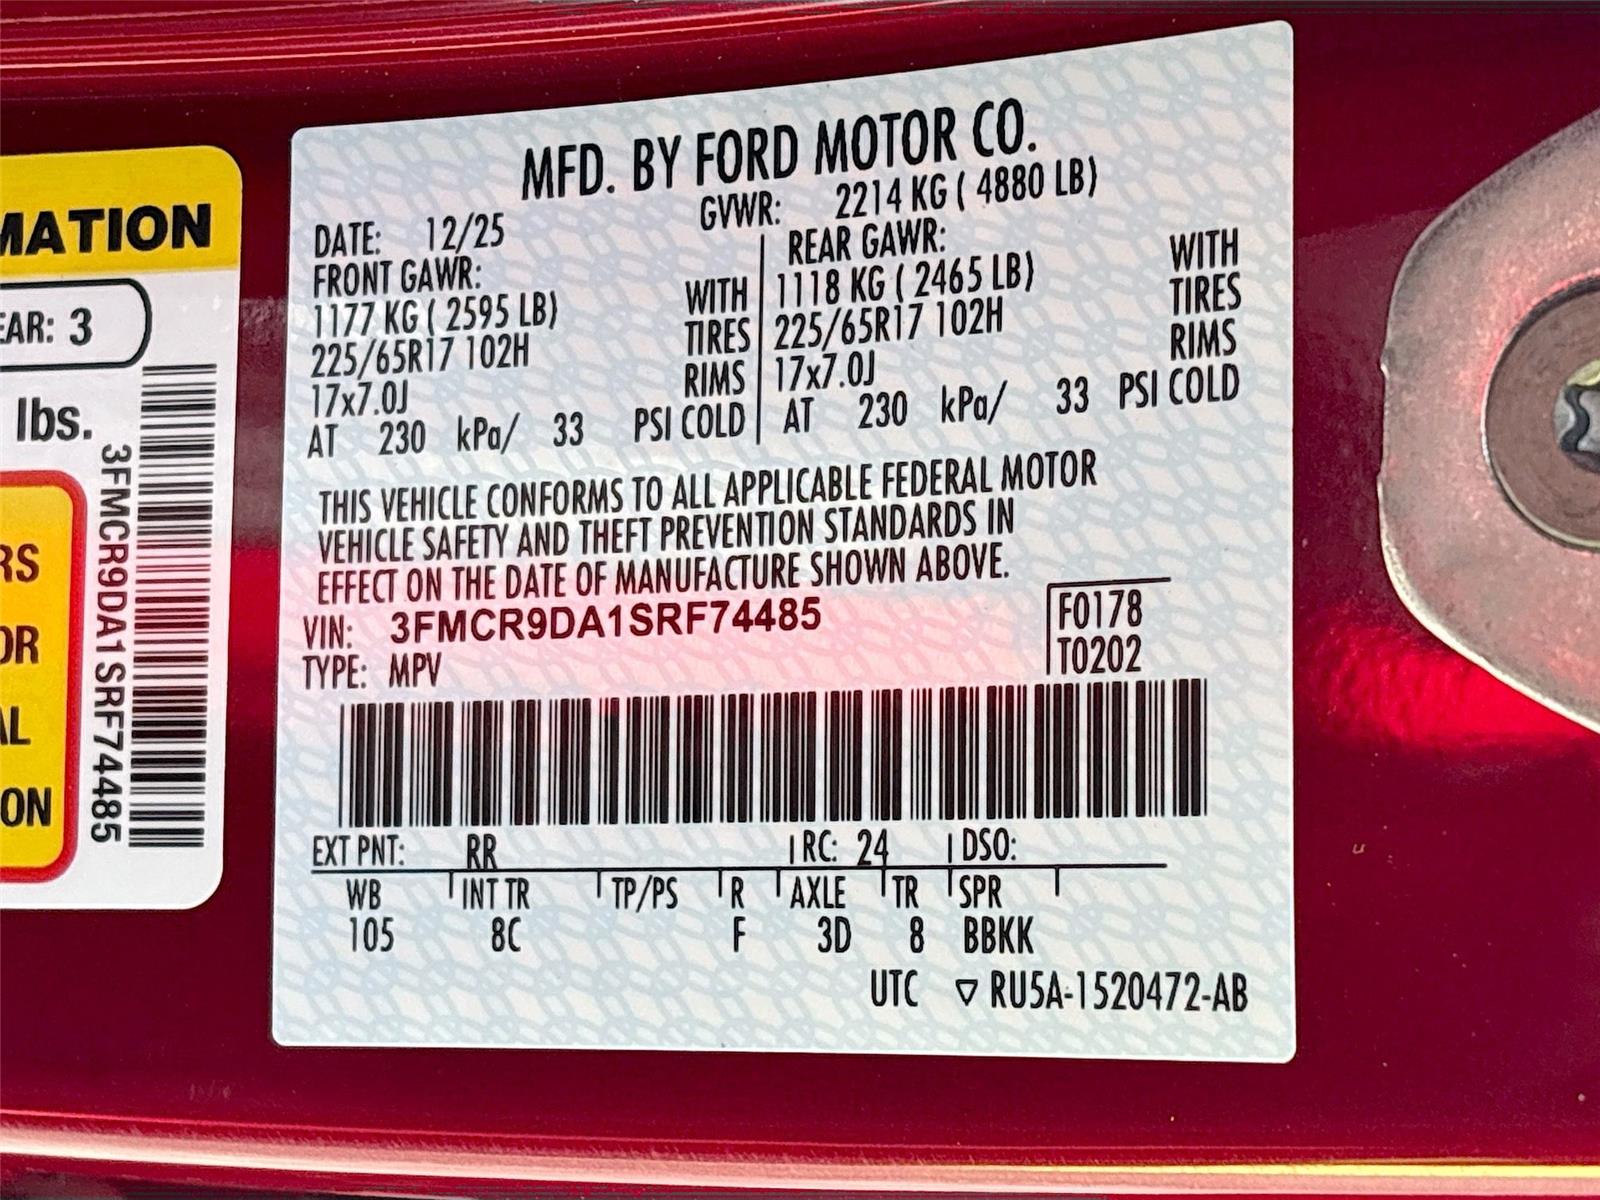 MATION
EAR: 3
lbs.
RS
OR
AL
ON
3FMCR9DA1SRF74485
MFD. BY FORD MOTOR CO.
DATE: 12/25 GVWR: 2214 KG ( 4880 LB)
FRONT GAWR: REAR GAWR:
1177 KG ( 2595 LB) WITH 1118 KG ( 2465 LB) WITH
225/65R17 102H TIRES 225/65R17 102H TIRES
17x7.0J RIMS 17x7.0J RIMS
AT 230 kPa/ 33 PSI COLD AT 230 kPa/ 33 PSI COLD
THIS VEHICLE CONFORMS TO ALL APPLICABLE FEDERAL MOTOR
VEHICLE SAFETY AND THEFT PREVENTION STANDARDS IN
EFFECT ON THE DATE OF MANUFACTURE SHOWN ABOVE.
VIN: 3FMCR9DA1SRF74485 F0178
TYPE: MPV T0202
EXT PNT: RR RC: 24 DSO:
WB INT TR TP/PS R AXLE TR SPR
105 8C F 3D 8 BBKK
UTC ▽ RU5A-1520472-AB